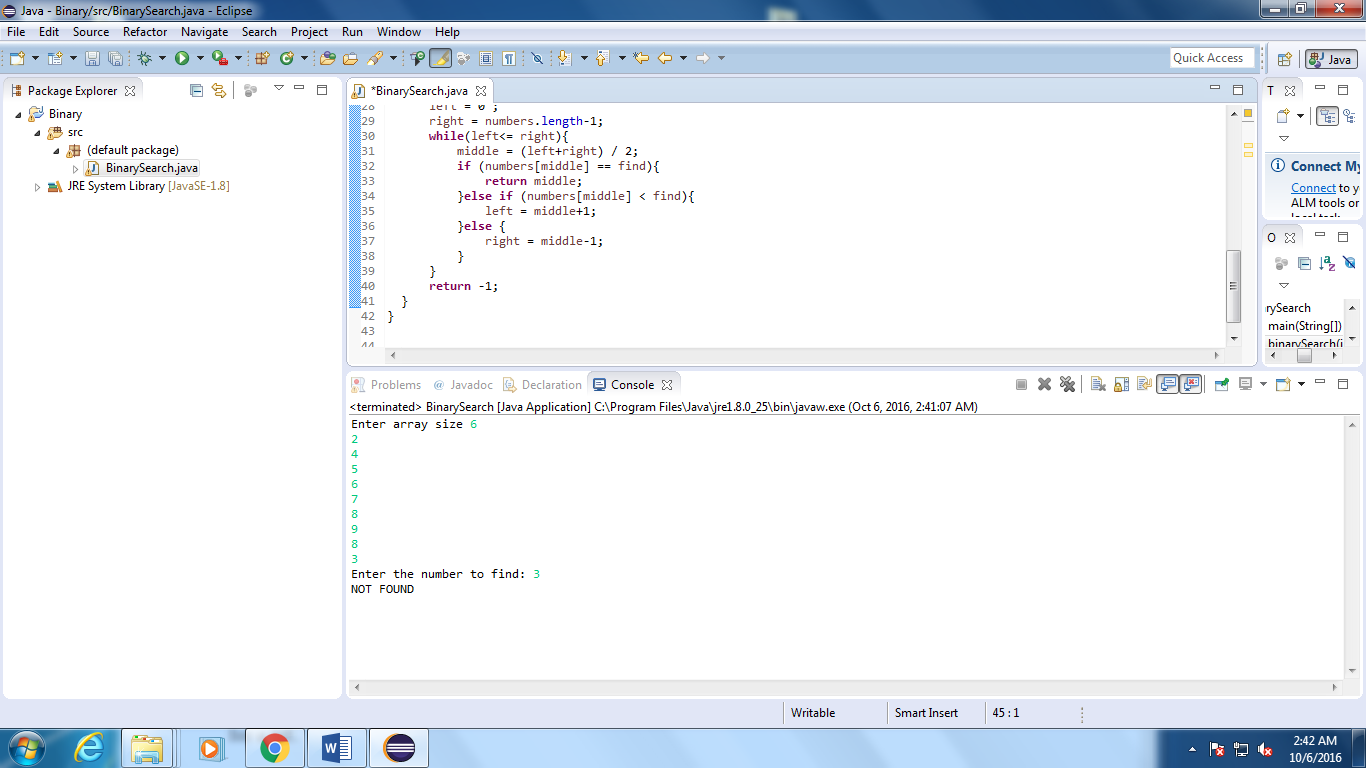 Java - Binary/src/BinarySearch.java - Eclipse
File Edit Source Refactor Navigate Search Project Run Window Help
Quick Access
Java
Package Explorer
Binary
src
(default package)
BinarySearch.java
JRE System Library [JavaSE-1.8]
*BinarySearch.java
28 left = 0 ;
29 right = numbers.length-1;
30 while(left<= right){
31 middle = (left+right) / 2;
32 if (numbers[middle] == find){
33 return middle;
34 }else if (numbers[middle] < find){
35 left = middle+1;
36 }else {
37 right = middle-1;
38 }
39 }
40 return -1;
41 }
42 }
43
44
T
Connect My
Connect to y
ALM tools or
local task
O
rySearch
main(String[])
binarySearch(i
Problems @ Javadoc Declaration Console
<terminated> BinarySearch [Java Application] C:\Program Files\Java\jre1.8.0_25\bin\javaw.exe (Oct 6, 2016, 2:41:07 AM)
Enter array size 6
2
4
5
6
7
8
9
8
3
Enter the number to find: 3
NOT FOUND
Writable Smart Insert 45 : 1
2:42 AM
10/6/2016